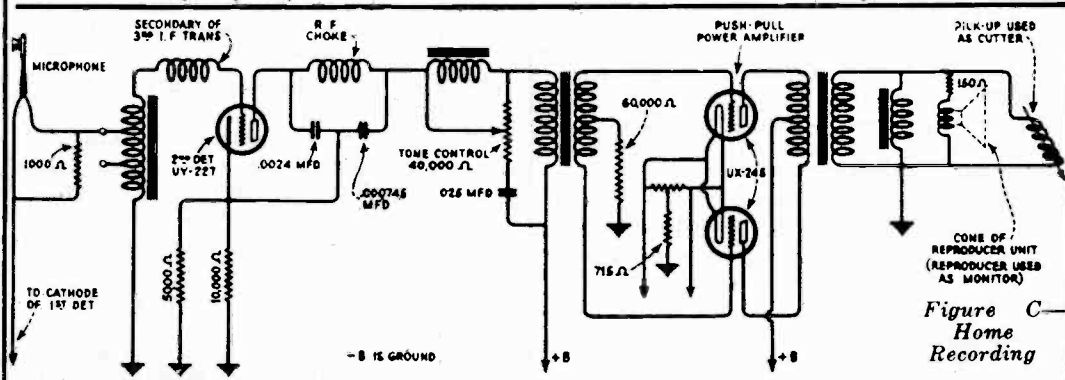 SECONDARY OF
3RD I.F TRANS
R F
CHOKE
PUSH-PULL
POWER AMPLIFIER
PICK-UP USED
AS CUTTER
MICROPHONE
1000 Ω
2ND DET
UY-227
.0024 MFD
.000745
MFD
TONE CONTROL
40,000 Ω
.025 MFD
60,000 Ω
UX-245
715 Ω
150
Ω
CONE OF
REPRODUCER UNIT
(REPRODUCER USED
AS MONITOR)
5000 Ω
10,000 Ω
TO CATHODE
OF 1ST DET
-B IS GROUND
+B
+B
Figure C—
Home
Recording